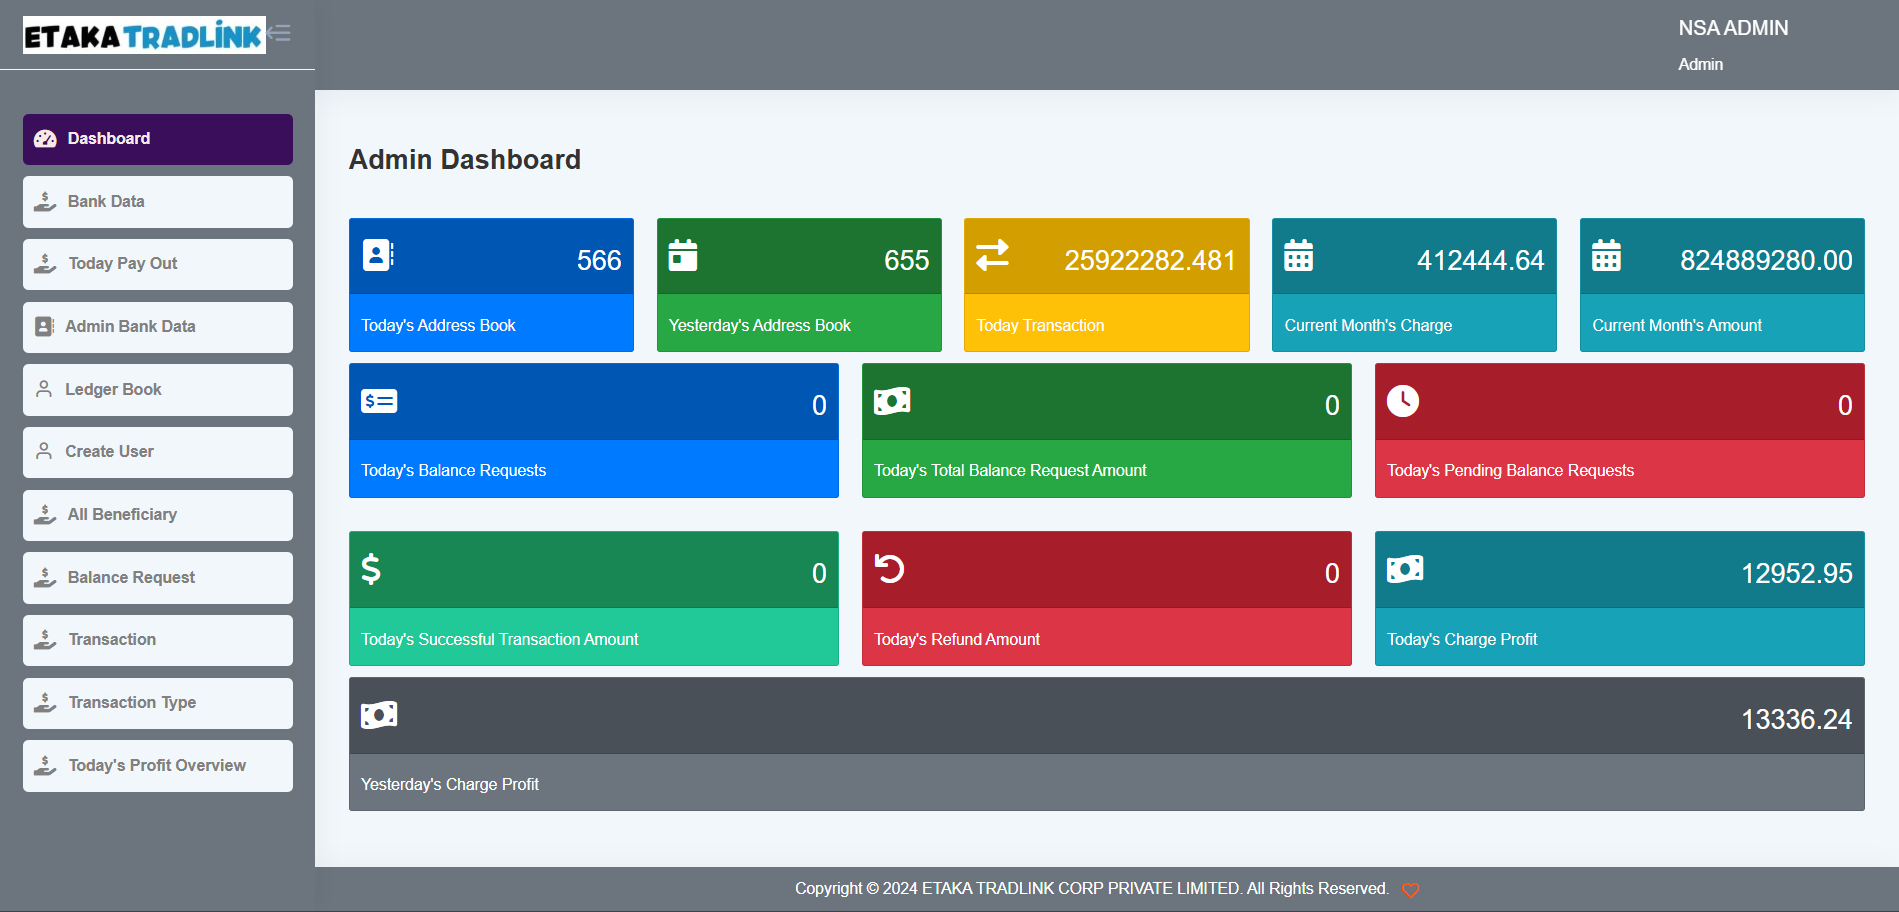 ETAKA TRADLINK
NSA ADMIN
Admin
Dashboard
Bank Data
Today Pay Out
Admin Bank Data
Ledger Book
Create User
All Beneficiary
Balance Request
Transaction
Transaction Type
Today's Profit Overview
Admin Dashboard
566
Today's Address Book
655
Yesterday's Address Book
25922282.481
Today Transaction
412444.64
Current Month's Charge
824889280.00
Current Month's Amount
0
Today's Balance Requests
0
Today's Total Balance Request Amount
0
Today's Pending Balance Requests
0
Today's Successful Transaction Amount
0
Today's Refund Amount
12952.95
Today's Charge Profit
13336.24
Yesterday's Charge Profit
Copyright © 2024 ETAKA TRADLINK CORP PRIVATE LIMITED. All Rights Reserved.